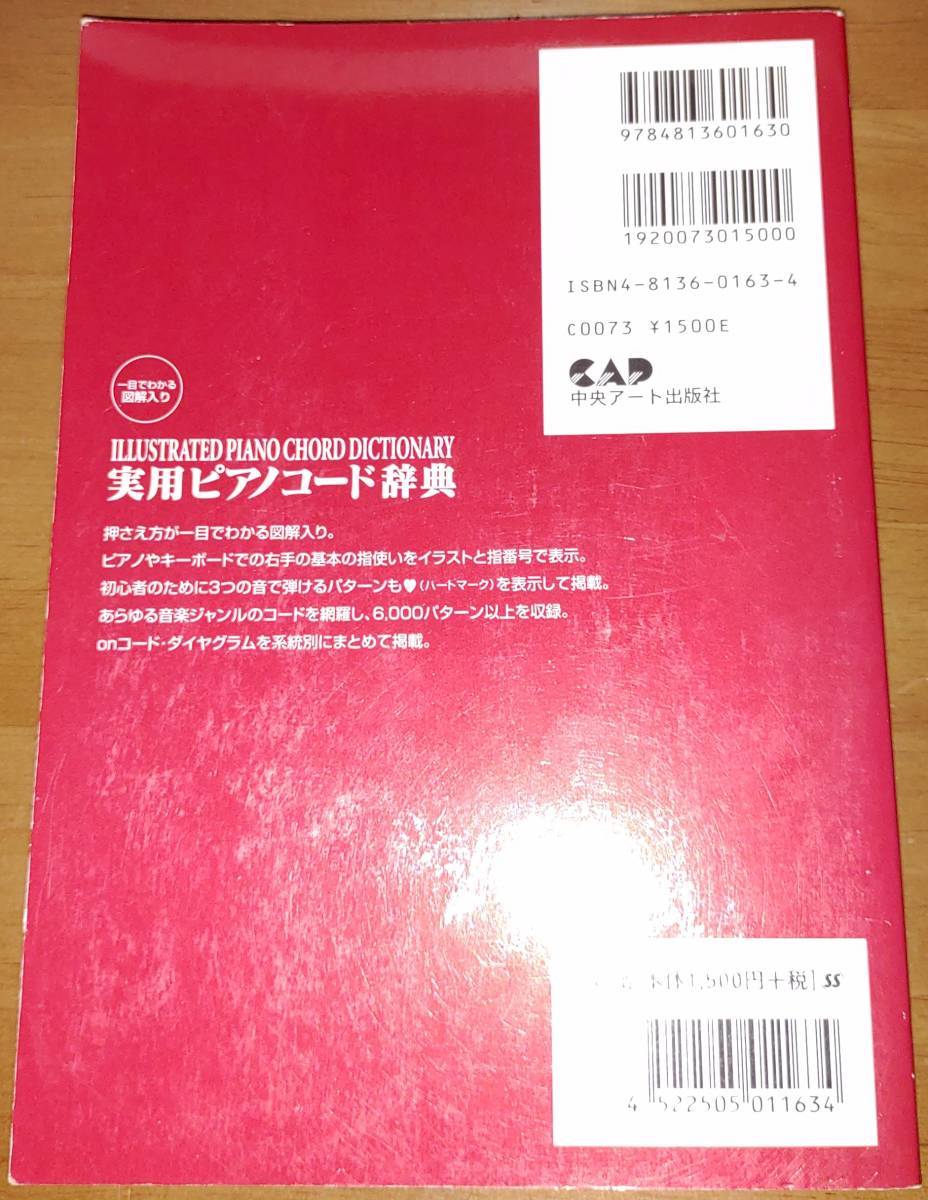 9784813601630
1920073015000
ISBN4-8136-0163-4
C0073 ¥1500E
CAP
中央アート出版社
一目でわかる
図解入り
ILLUSTRATED PIANO CHORD DICTIONARY
実用ピアノコード辞典
押さえ方が一目でわかる図解入り。
ピアノやキーボードでの右手の基本の指使いをイラストと指番号で表示。
初心者のために3つの音で弾けるパターンも♥(ハートマーク)を表示して掲載。
あらゆる音楽ジャンルのコードを網羅し、6,000パターン以上を収録。
onコード・ダイヤグラムを系統別にまとめて掲載。
本体1,500円+税 SS
4 522505 011634